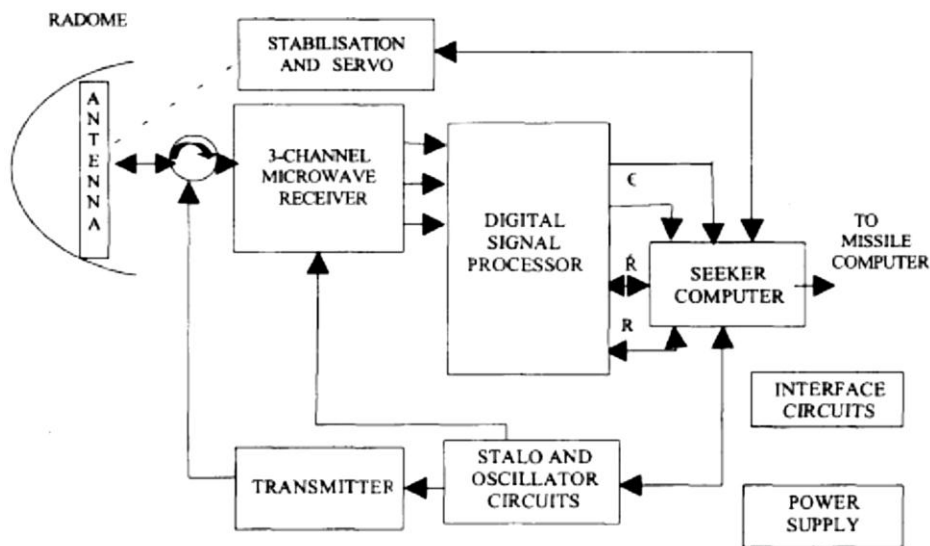 RADOME
STABILISATION
AND SERVO
ANTENNA
3-CHANNEL
MICROWAVE
RECEIVER
DIGITAL
SIGNAL
PROCESSOR
ϵ
Ṙ
R
SEEKER
COMPUTER
TO
MISSILE
COMPUTER
INTERFACE
CIRCUITS
TRANSMITTER
STALO AND
OSCILLATOR
CIRCUITS
POWER
SUPPLY